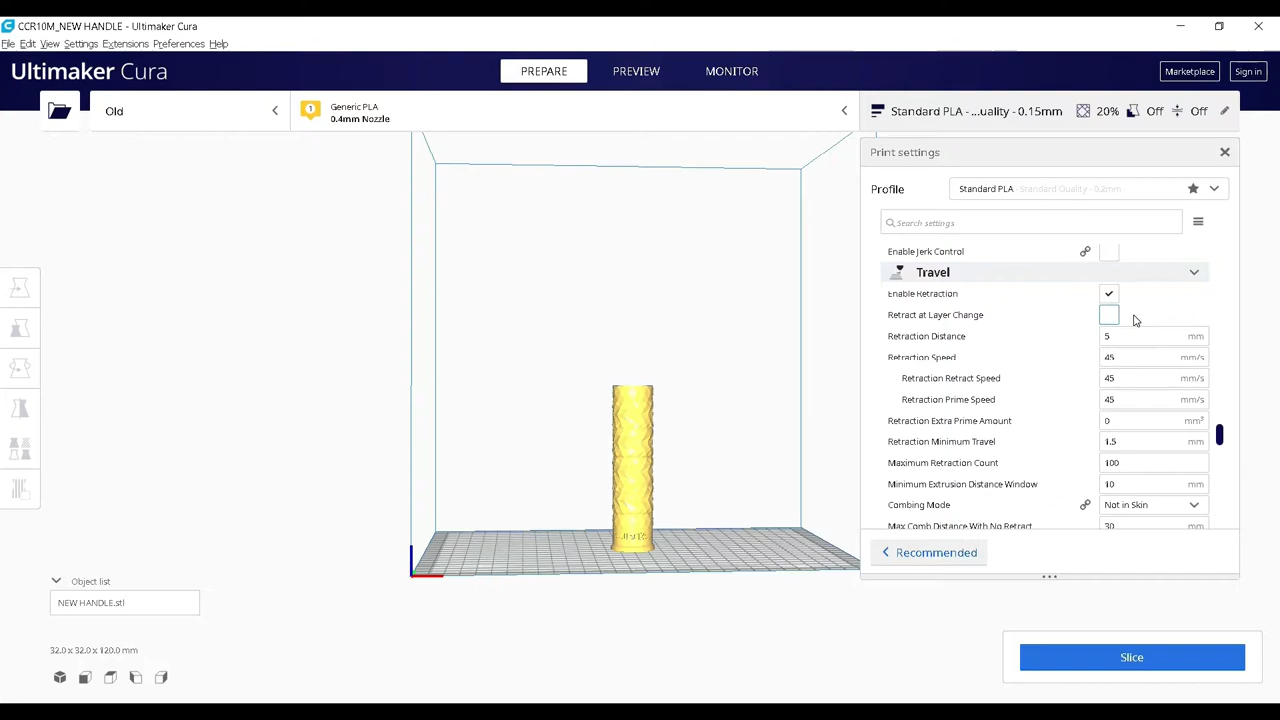 CCR10M_NEW HANDLE - Ultimaker Cura
File Edit View Settings Extensions Preferences Help
Ultimaker Cura
PREPARE
PREVIEW
MONITOR
Marketplace
Sign in
Old
1
Generic PLA
0.4mm Nozzle
Standard PLA - ...uality - 0.15mm
20%
Off
Off
Print settings
Profile
Standard PLA - Standard Quality - 0.2mm
Search settings
Enable Jerk Control
Travel
Enable Retraction
Retract at Layer Change
Retraction Distance 5 mm
Retraction Speed 45 mm/s
Retraction Retract Speed 45 mm/s
Retraction Prime Speed 45 mm/s
Retraction Extra Prime Amount 0 mm³
Retraction Minimum Travel 1.5 mm
Maximum Retraction Count 100
Minimum Extrusion Distance Window 10 mm
Combing Mode Not in Skin
Max Comb Distance With No Retract 30 mm
Recommended
Object list
NEW HANDLE.stl
32.0 x 32.0 x 120.0 mm
Slice